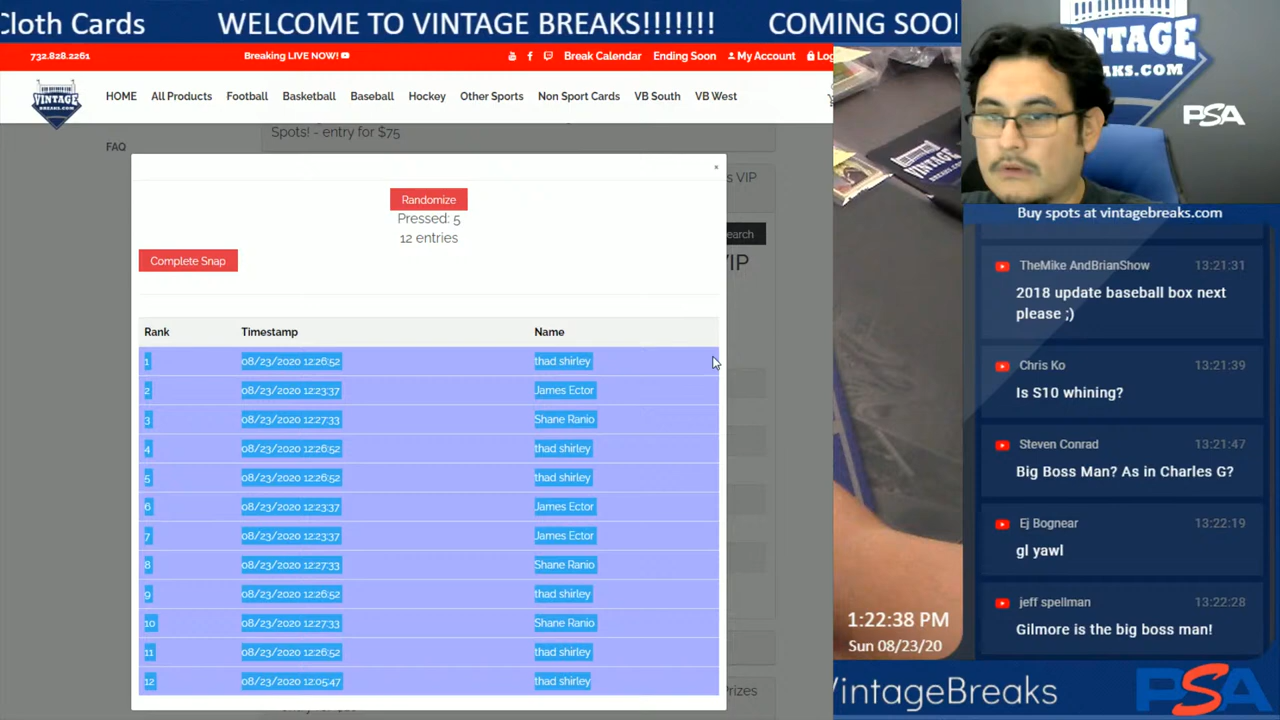 Cloth Cards WELCOME TO VINTAGE BREAKS!!!!!!! COMING SOO
732.828.2261 Breaking LIVE NOW! Break Calendar Ending Soon My Account Log
VINTAGE
BREAKS.COM
HOME All Products Football Basketball Baseball Hockey Other Sports Non Sport Cards VB South VB West
FAQ
Spots! - entry for $75
s VIP
earch
VIP
×
Randomize
Pressed: 5
12 entries
Complete Snap
Rank Timestamp Name
1 08/23/2020 12:26:52 thad shirley
2 08/23/2020 12:23:37 James Ector
3 08/23/2020 12:27:33 Shane Ranio
4 08/23/2020 12:26:52 thad shirley
5 08/23/2020 12:26:52 thad shirley
6 08/23/2020 12:23:37 James Ector
7 08/23/2020 12:23:37 James Ector
8 08/23/2020 12:27:33 Shane Ranio
9 08/23/2020 12:26:52 thad shirley
10 08/23/2020 12:27:33 Shane Ranio
11 08/23/2020 12:26:52 thad shirley
12 08/23/2020 12:05:47 thad shirley
Prizes
VINTAGE
BREAKS.COM
VINTAGE
BREAKS.COM
PSA
Buy spots at vintagebreaks.com
TheMike AndBrianShow 13:21:31
2018 update baseball box next
please ;)
Chris Ko 13:21:39
Is S10 whining?
Steven Conrad 13:21:47
Big Boss Man? As in Charles G?
Ej Bognear 13:22:19
gl yawl
jeff spellman 13:22:28
Gilmore is the big boss man!
1:22:38 PM
Sun 08/23/20
VintageBreaks
PSA